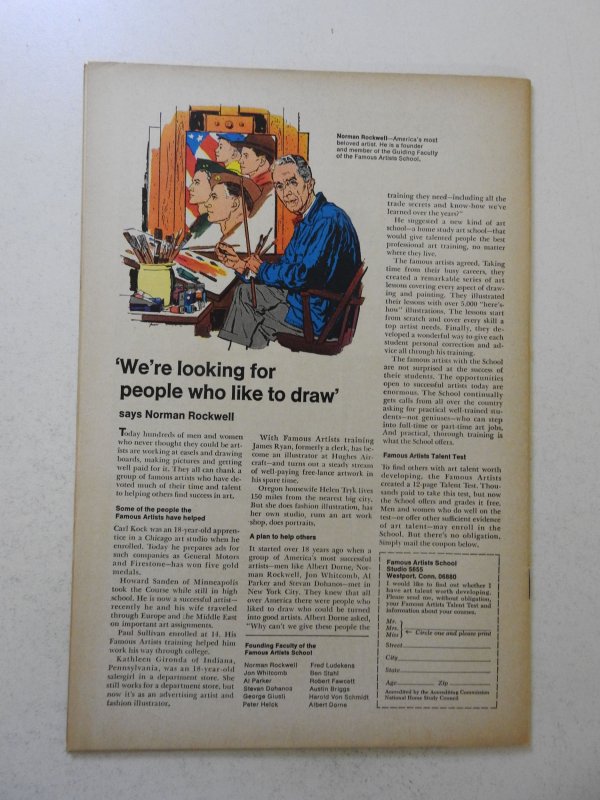 Norman Rockwell—America's most
beloved artist. He is a founder
and member of the Guiding Faculty
of the Famous Artists School.
'We're looking for
people who like to draw'
says Norman Rockwell
Today hundreds of men and women
who never thought they could be art-
ists are working at easels and drawing
boards, making pictures and getting
well paid for it. They all can thank a
group of famous artists who have de-
voted much of their time and talent
to helping others find success in art.
Some of the people the
Famous Artists have helped
Carl Kock was an 18-year-old appren-
tice in a Chicago art studio when he
enrolled. Today he prepares ads for
such companies as General Motors
and Firestone—has won five gold
medals.
Howard Sanden of Minneapolis
took the Course while still in high
school. He is now a successful artist—
recently he and his wife traveled
through Europe and the Middle East
on important art assignments.
Paul Sullivan enrolled at 14. His
Famous Artists training helped him
work his way through college.
Kathleen Gironda of Indiana,
Pennsylvania, was an 18-year-old
salesgirl in a department store. She
still works for a department store, but
now it's as an advertising artist and
fashion illustrator.
With Famous Artists training
James Ryan, formerly a clerk, has be-
come an illustrator at Hughes Air-
craft—and turns out a steady stream
of well-paying free-lance artwork in
his spare time.
Oregon housewife Helen Tryk lives
150 miles from the nearest big city.
But she does fashion illustration, has
her own studio, runs an art work
shop, does portraits.
A plan to help others
It started over 18 years ago when a
group of America's most successful
artists—men like Albert Dorne, Nor-
man Rockwell, Jon Whitcomb, Al
Parker and Stevan Dohanos—met in
New York City. They knew that all
over America there were people who
liked to draw who could be turned
into good artists. Albert Dorne asked,
"Why can't we give these people the
Founding Faculty of the
Famous Artists School
Norman Rockwell
Jon Whitcomb
Al Parker
Stevan Dohanos
George Giusti
Peter Helck
Fred Ludekens
Ben Stahl
Robert Fawcett
Austin Briggs
Harold Von Schmidt
Albert Dorne
training they need—including all the
trade secrets and know-how we've
learned over the years?"
He suggested a new kind of art
school—a home study art school—that
would give talented people the best
professional art training, no matter
where they live.
The famous artists agreed. Taking
time from their busy careers, they
created a remarkable series of art
lessons covering every aspect of draw-
ing and painting. They illustrated
their lessons with over 5,000 "here's-
how" illustrations. The lessons start
from scratch and cover every skill a
top artist needs. Finally, they de-
veloped a wonderful way to give each
student personal correction and ad-
vice all through his training.
The famous artists with the School
are not surprised at the success of
their students. The opportunities
open to successful artists today are
enormous. The School continually
gets calls from all over the country
asking for practical well-trained stu-
dents—not geniuses—who can step
into full-time or part-time art jobs.
And practical, thorough training is
what the School offers.
Famous Artists Talent Test
To find others with art talent worth
developing, the Famous Artists
created a 12-page Talent Test. Thou-
sands paid to take this test, but now
the School offers and grades it free.
Men and women who do well on the
test—or offer other sufficient evidence
of art talent—may enroll in the
School. But there's no obligation.
Simply mail the coupon below.
Famous Artists School
Studio 5655
Westport, Conn. 06880
I would like to find out whether I
have art talent worth developing.
Please send me, without obligation,
your Famous Artists Talent Test and
information about your courses.
Mr.
Mrs. ← Circle one and please print
Miss
Street
City
State
Age Zip
Accredited by the Accrediting Commission
National Home Study Council